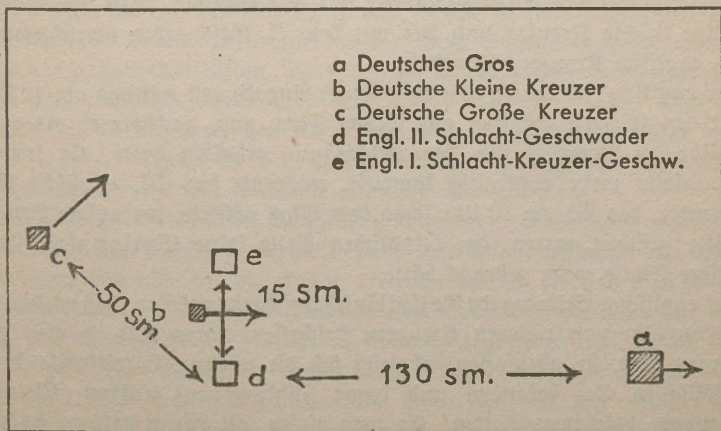 a Deutsches Gros
b Deutsche Kleine Kreuzer
c Deutsche Große Kreuzer
d Engl. II. Schlacht-Geschwader
e Engl. I. Schlacht-Kreuzer-Geschw.
c
e
50 sm.
b
15 sm.
a
d
130 sm.